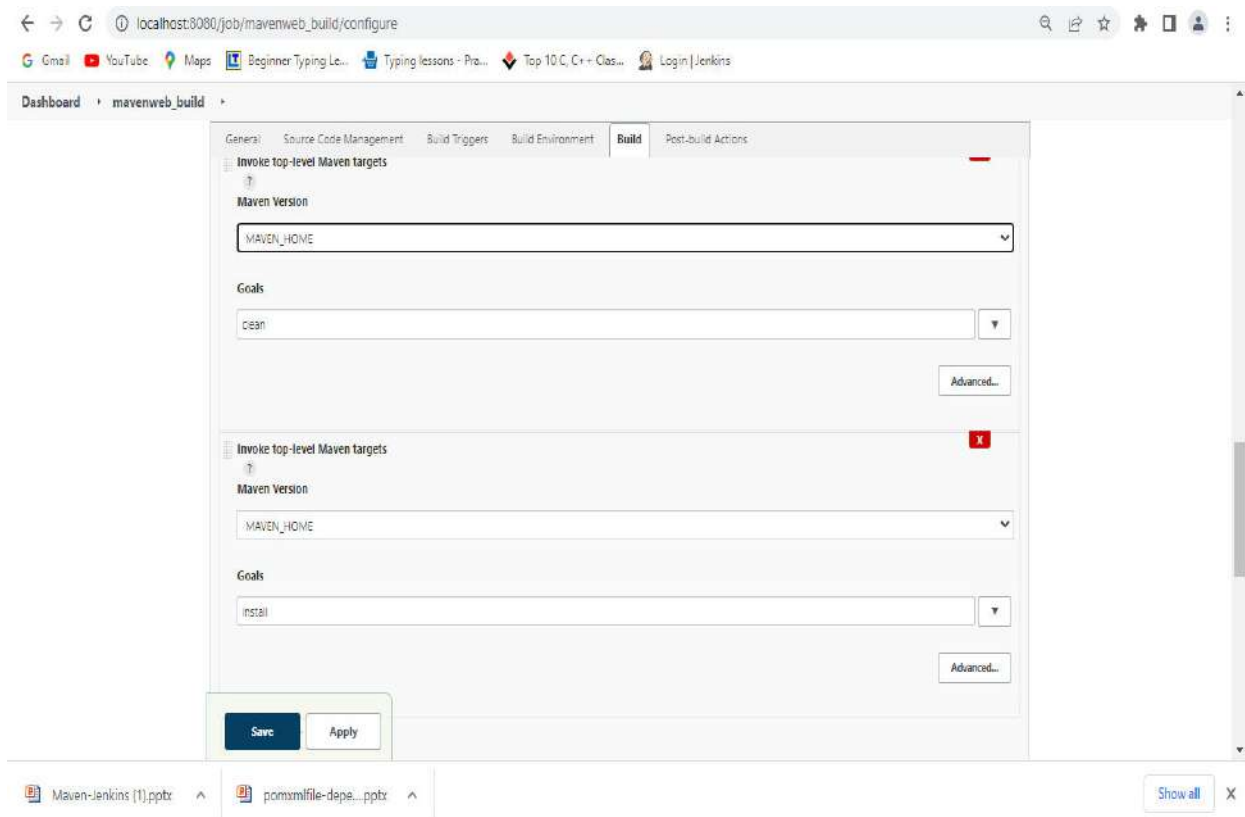 localhost:8080/job/mavenweb_build/configure
Gmail YouTube Maps Beginner Typing Le... Typing lessons - Pra... Top 10 C, C++ Clas... Login | Jenkins
Dashboard mavenweb_build
General Source Code Management Build Triggers Build Environment Build Post-build Actions
Invoke top-level Maven targets
?
Maven Version
MAVEN_HOME
Goals
clean
Advanced...
Invoke top-level Maven targets
X
?
Maven Version
MAVEN_HOME
Goals
install
Advanced...
Save Apply
Maven-Jenkins (1).pptx pomxmlfile-depe....pptx Show all X